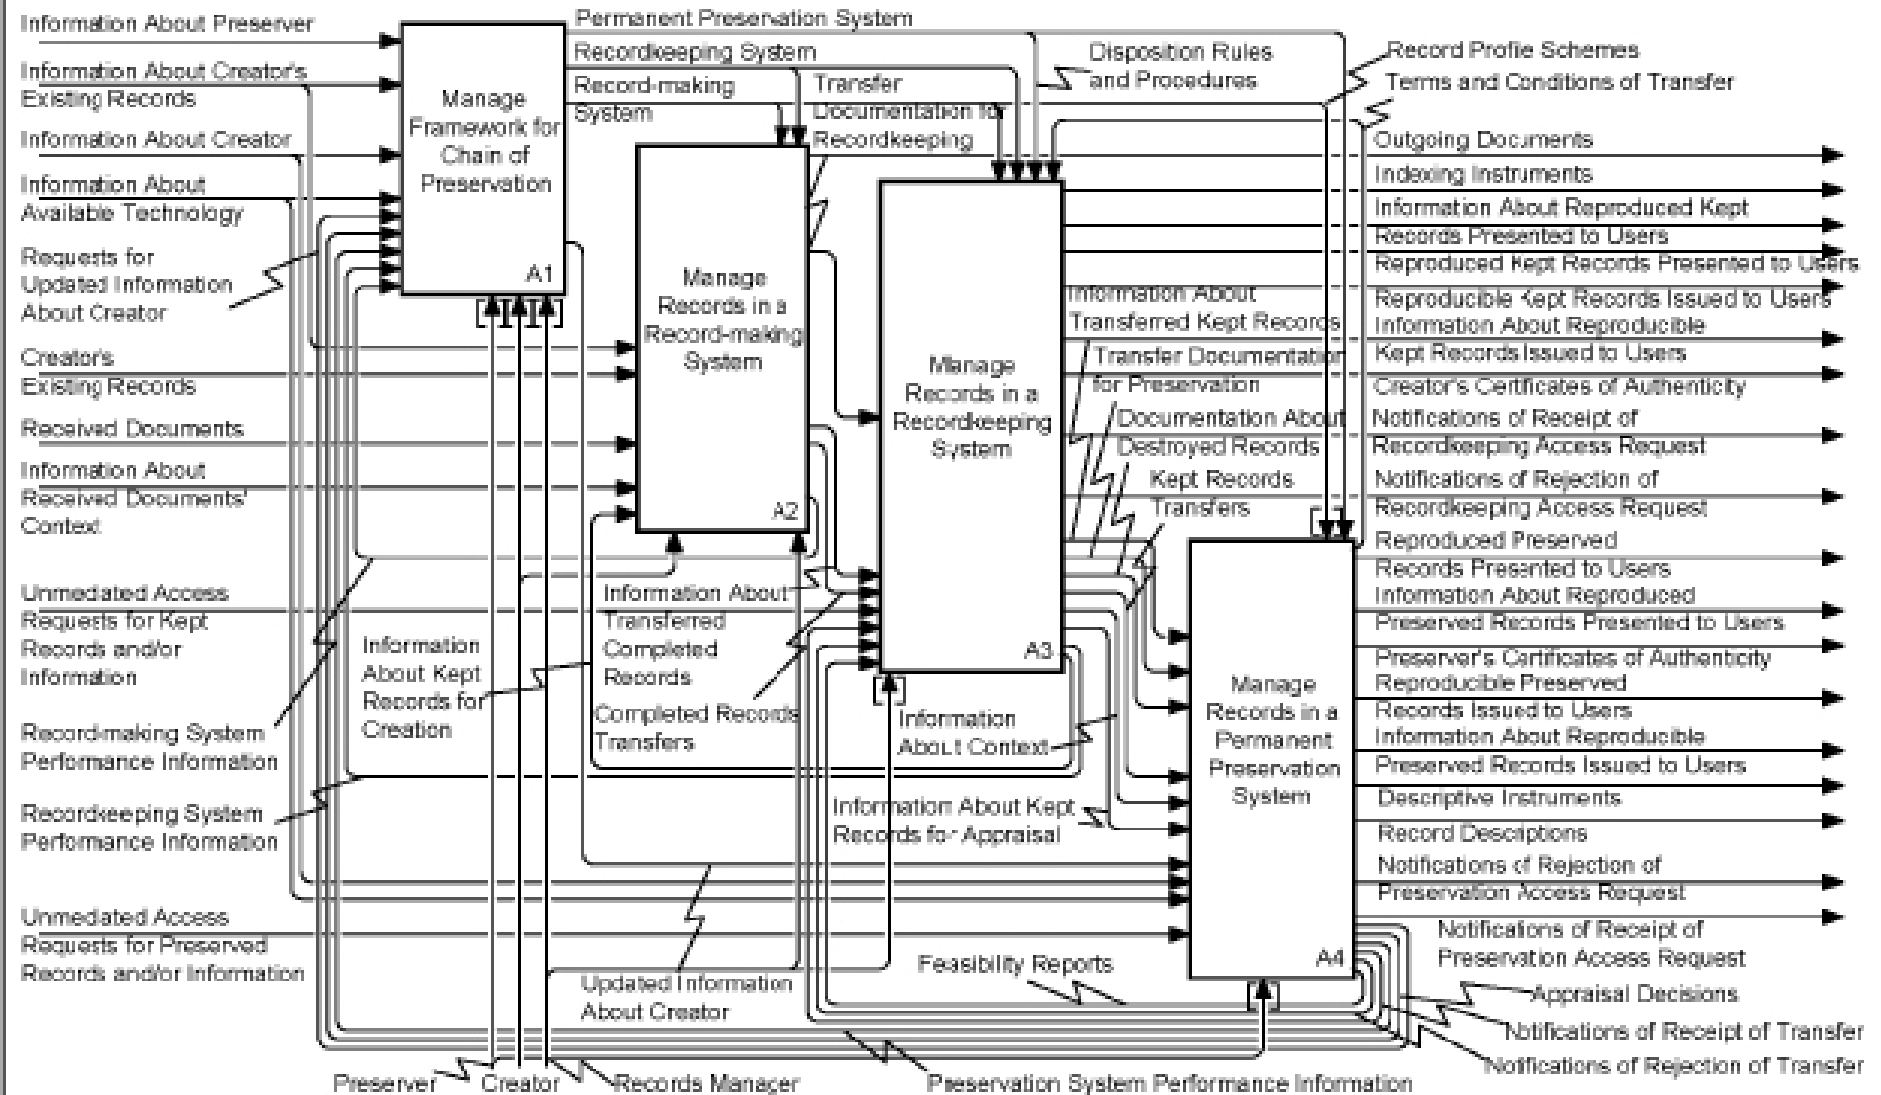 Information About Preserver
Information About Creator's
Existing Records
Information About Creator
Information About
Available Technology
Requests for
Updated Information
About Creator
Creator's
Existing Records
Received Documents
Information About
Received Documents'
Context
Unmediated Access
Requests for Kept
Records and/or
Information
Record-making System
Performance Information
Recordkeeping System
Performance Information
Unmediated Access
Requests for Preserved
Records and/or Information
Manage
Framework for
Chain of
Preservation
A1
Permanent Preservation System
Recordkeeping System
Record-making
System
Transfer
Documentation for
Recordkeeping
Disposition Rules
and Procedures
Record Profile Schemes
Terms and Conditions of Transfer
Manage
Records in a
Record-making
System
A2
Manage
Records in a
Recordkeeping
System
A3
Information About
Transferred Kept Records
Transfer Documentation
for Preservation
Documentation About
Destroyed Records
Kept Records
Transfers
Information
About Kept
Records for
Creation
Information About
Transferred
Completed
Records
Completed Records
Transfers
Information
About Context
Information About Kept
Records for Appraisal
Manage
Records in a
Permanent
Preservation
System
A4
Outgoing Documents
Indexing Instruments
Information About Reproduced Kept
Records Presented to Users
Reproduced Kept Records Presented to Users
Reproducible Kept Records Issued to Users
Information About Reproducible
Kept Records Issued to Users
Creator's Certificates of Authenticity
Notifications of Receipt of
Recordkeeping Access Request
Notifications of Rejection of
Recordkeeping Access Request
Reproduced Preserved
Records Presented to Users
Information About Reproduced
Preserved Records Presented to Users
Preserver's Certificates of Authenticity
Reproducible Preserved
Records Issued to Users
Information About Reproducible
Preserved Records Issued to Users
Descriptive Instruments
Record Descriptions
Notifications of Rejection of
Preservation Access Request
Notifications of Receipt of
Preservation Access Request
Appraisal Decisions
Notifications of Receipt of Transfer
Notifications of Rejection of Transfer
Feasibility Reports
Updated Information
About Creator
Preserver
Creator
Records Manager
Preservation System Performance Information